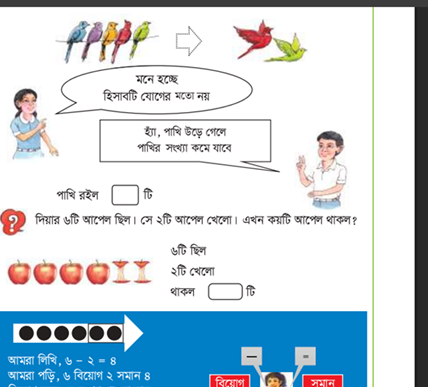 মনে হচ্ছে
হিসাবটি যোগের মতো নয়
হ্যাঁ, পাখি উড়ে গেলে
পাখির সংখ্যা কমে যাবে
পাখি রইল টি
? দিয়ার ৬টি আপেল ছিল। সে ২টি আপেল খেলো। এখন কয়টি আপেল থাকল?
৬টি ছিল
২টি খেলো
থাকল টি
আমরা লিখি, ৬ – ২ = ৪
আমরা পড়ি, ৬ বিয়োগ ২ সমান ৪
– =
বিয়োগ সমান